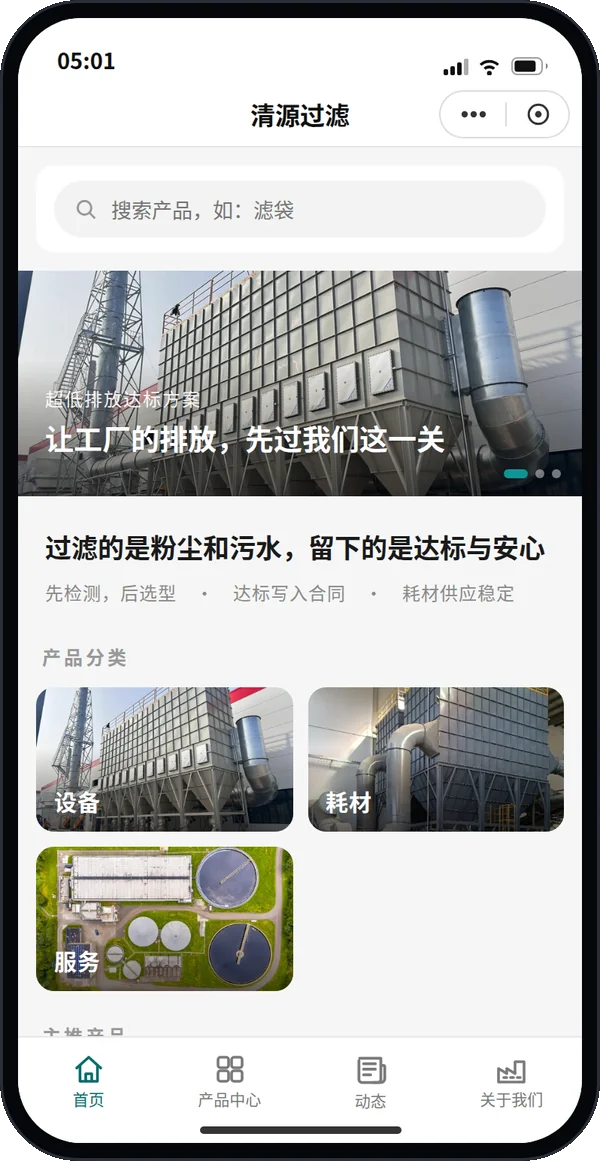 05:01
清源过滤
搜索产品，如：滤袋
超低排放达标方案
让工厂的排放，先过我们这一关
过滤的是粉尘和污水，留下的是达标与安心
先检测，后选型 · 达标写入合同 · 耗材供应稳定
产品分类
设备
耗材
服务
主推产品
首页
产品中心
动态
关于我们